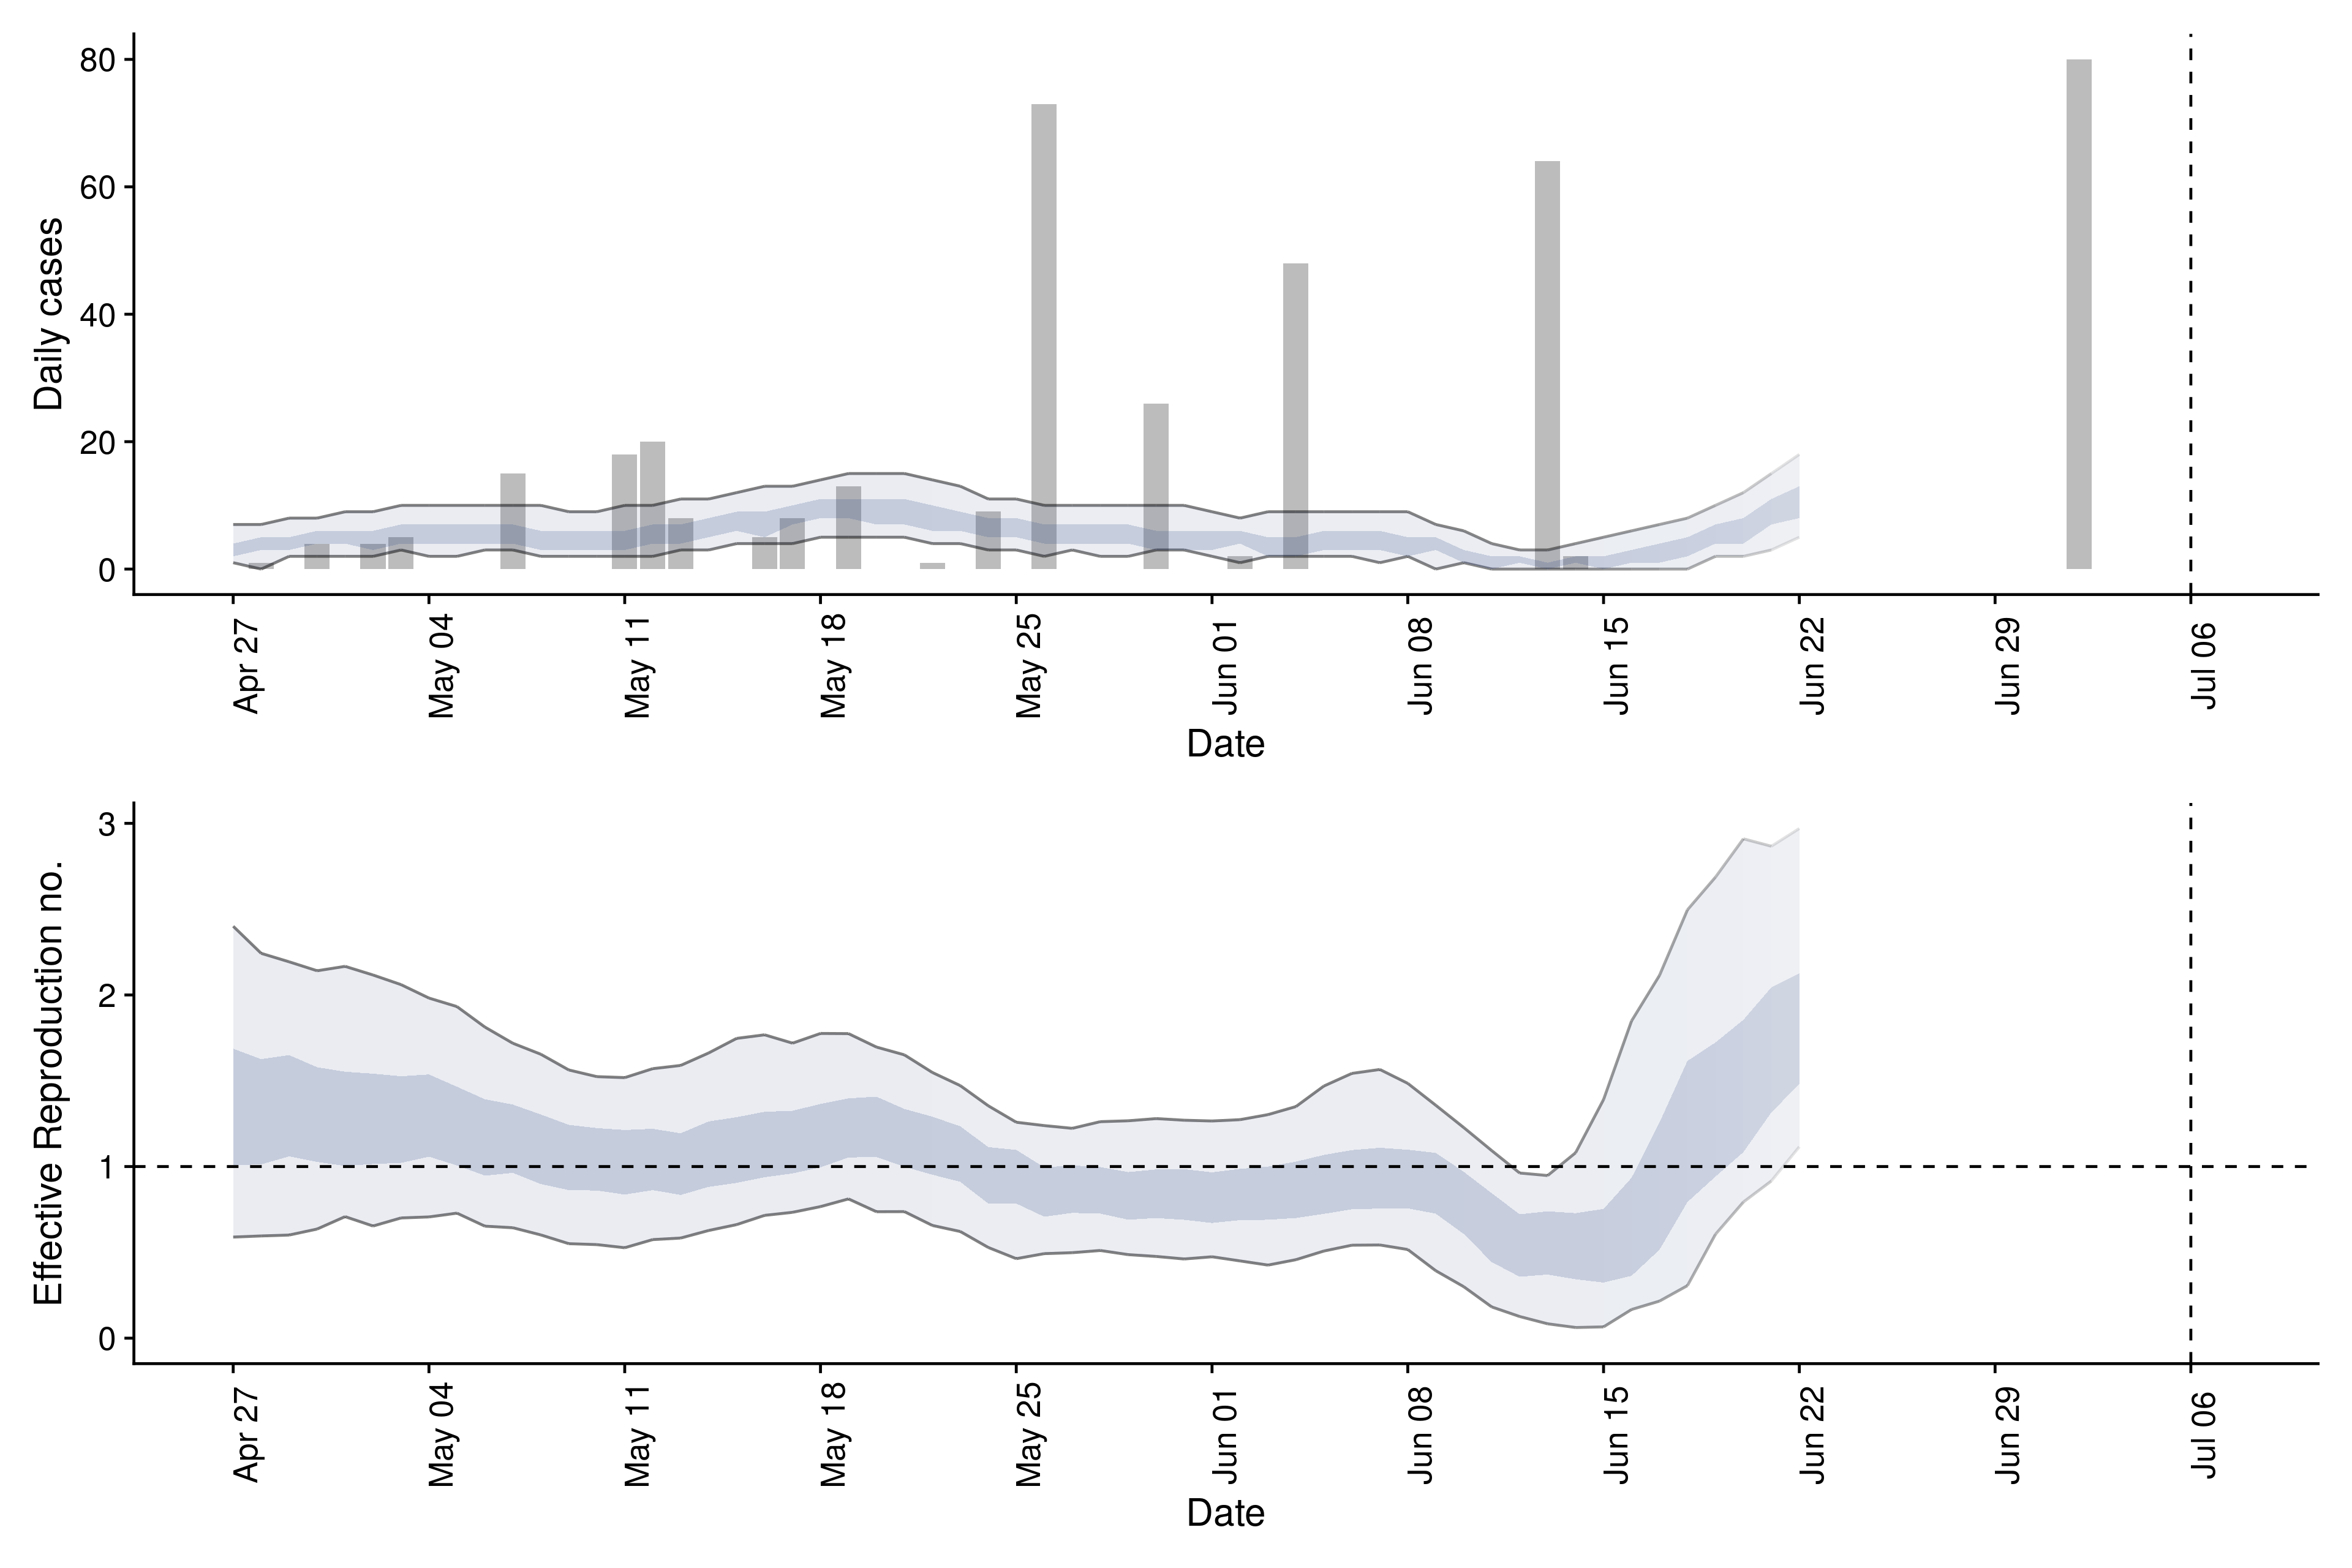 Daily cases
80
60
40
20
0
Apr 27
May 04
May 11
May 18
May 25
Jun 01
Jun 08
Jun 15
Jun 22
Jun 29
Jul 06
Date
Effective Reproduction no.
3
2
1
0
Apr 27
May 04
May 11
May 18
May 25
Jun 01
Jun 08
Jun 15
Jun 22
Jun 29
Jul 06
Date